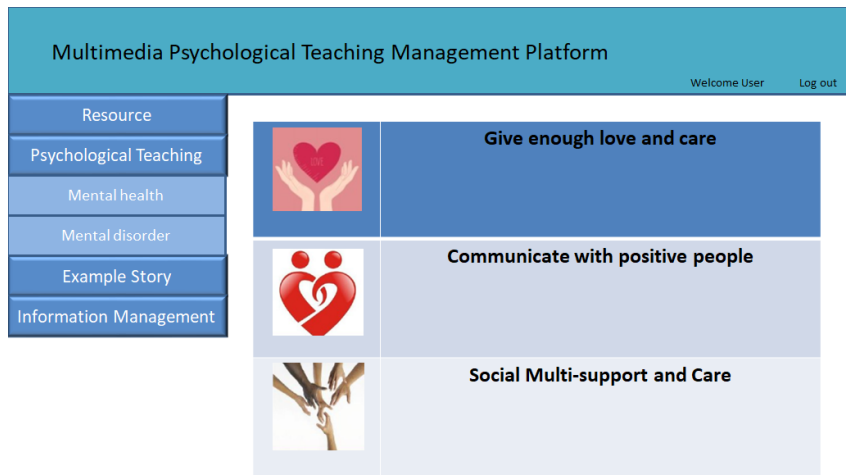 Multimedia Psychological Teaching Management Platform
Welcome User
Log out
Resource
Psychological Teaching
Mental health
Mental disorder
Example Story
Information Management
LOVE
Give enough love and care
Communicate with positive people
Social Multi-support and Care